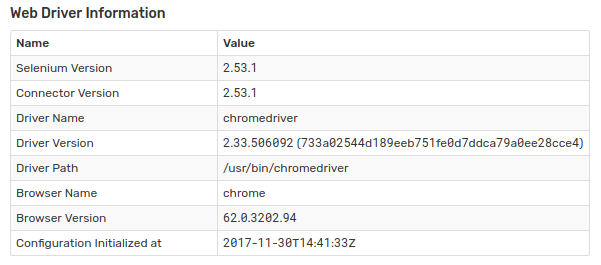 Web Driver Information
Name Value
Selenium Version 2.53.1
Connector Version 2.53.1
Driver Name chromedriver
Driver Version 2.33.506092 (733a02544d189eeb751fe0d7ddca79a0ee28cce4)
Driver Path /usr/bin/chromedriver
Browser Name chrome
Browser Version 62.0.3202.94
Configuration Initialized at 2017-11-30T14:41:33Z